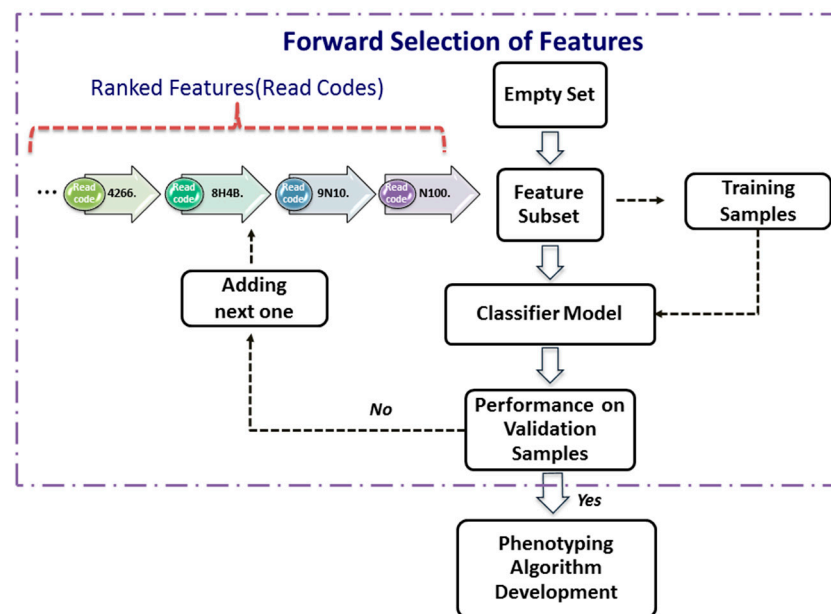 Forward Selection of Features
Ranked Features(Read Codes)
Empty Set
...
Read
code
4266.
Read
code
8H4B.
Read
code
9N10.
Read
code
N100.
Feature
Subset
Training
Samples
Adding
next one
Classifier Model
No
Performance on
Validation
Samples
Yes
Phenotyping
Algorithm
Development